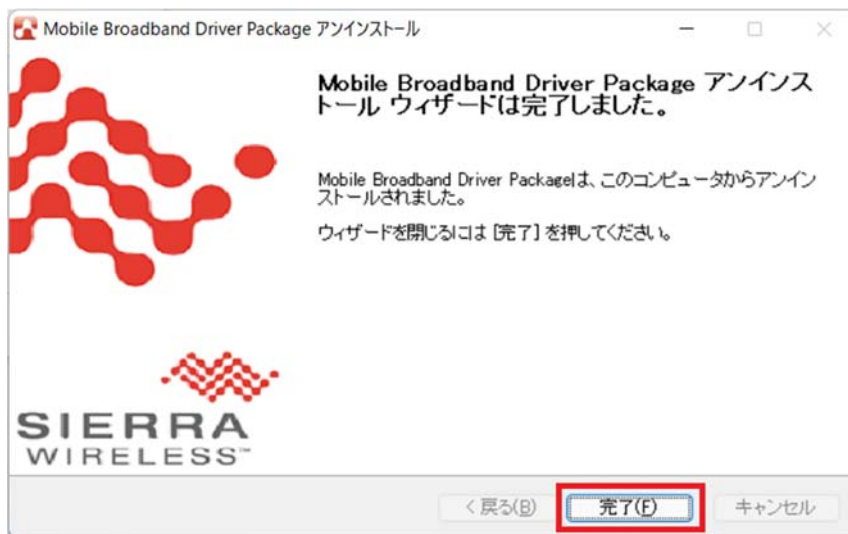 Mobile Broadband Driver Package アンインストール
Mobile Broadband Driver Package アンインス
トール ウィザードは完了しました。
Mobile Broadband Driver Packageは、このコンピュータからアンイン
ストールされました。
ウィザードを閉じるには [完了] を押してください。
SIERRA
WIRELESS™
< 戻る(B)
完了(F)
キャンセル